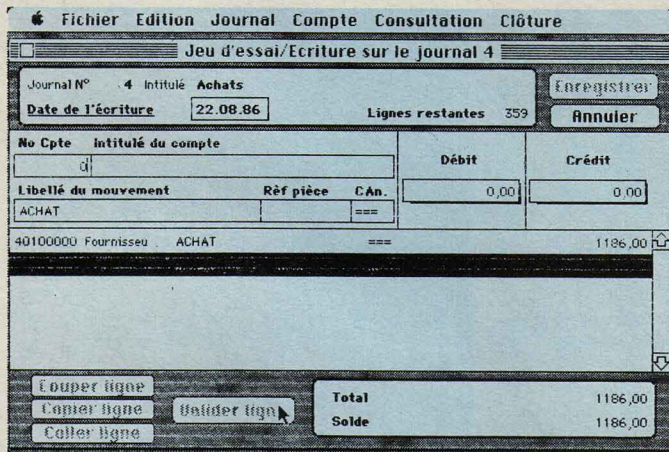 Fichier Edition Journal Compte Consultation Clôture
Jeu d'essai/Ecriture sur le journal 4
Journal N° 4 Intitulé Achats
Enregistrer
Date de l'écriture 22.08.86 Lignes restantes 359
Annuler
No Cpte Intitulé du compte
Débit Crédit
0
0,00 0,00
Libellé du mouvement Rèf pièce CAn.
ACHAT ===
40100000 Fournisseu ACHAT === 1186,00
Couper ligne
Copier ligne
Coller ligne
Valider lign
Total 1186,00
Solde 1186,00